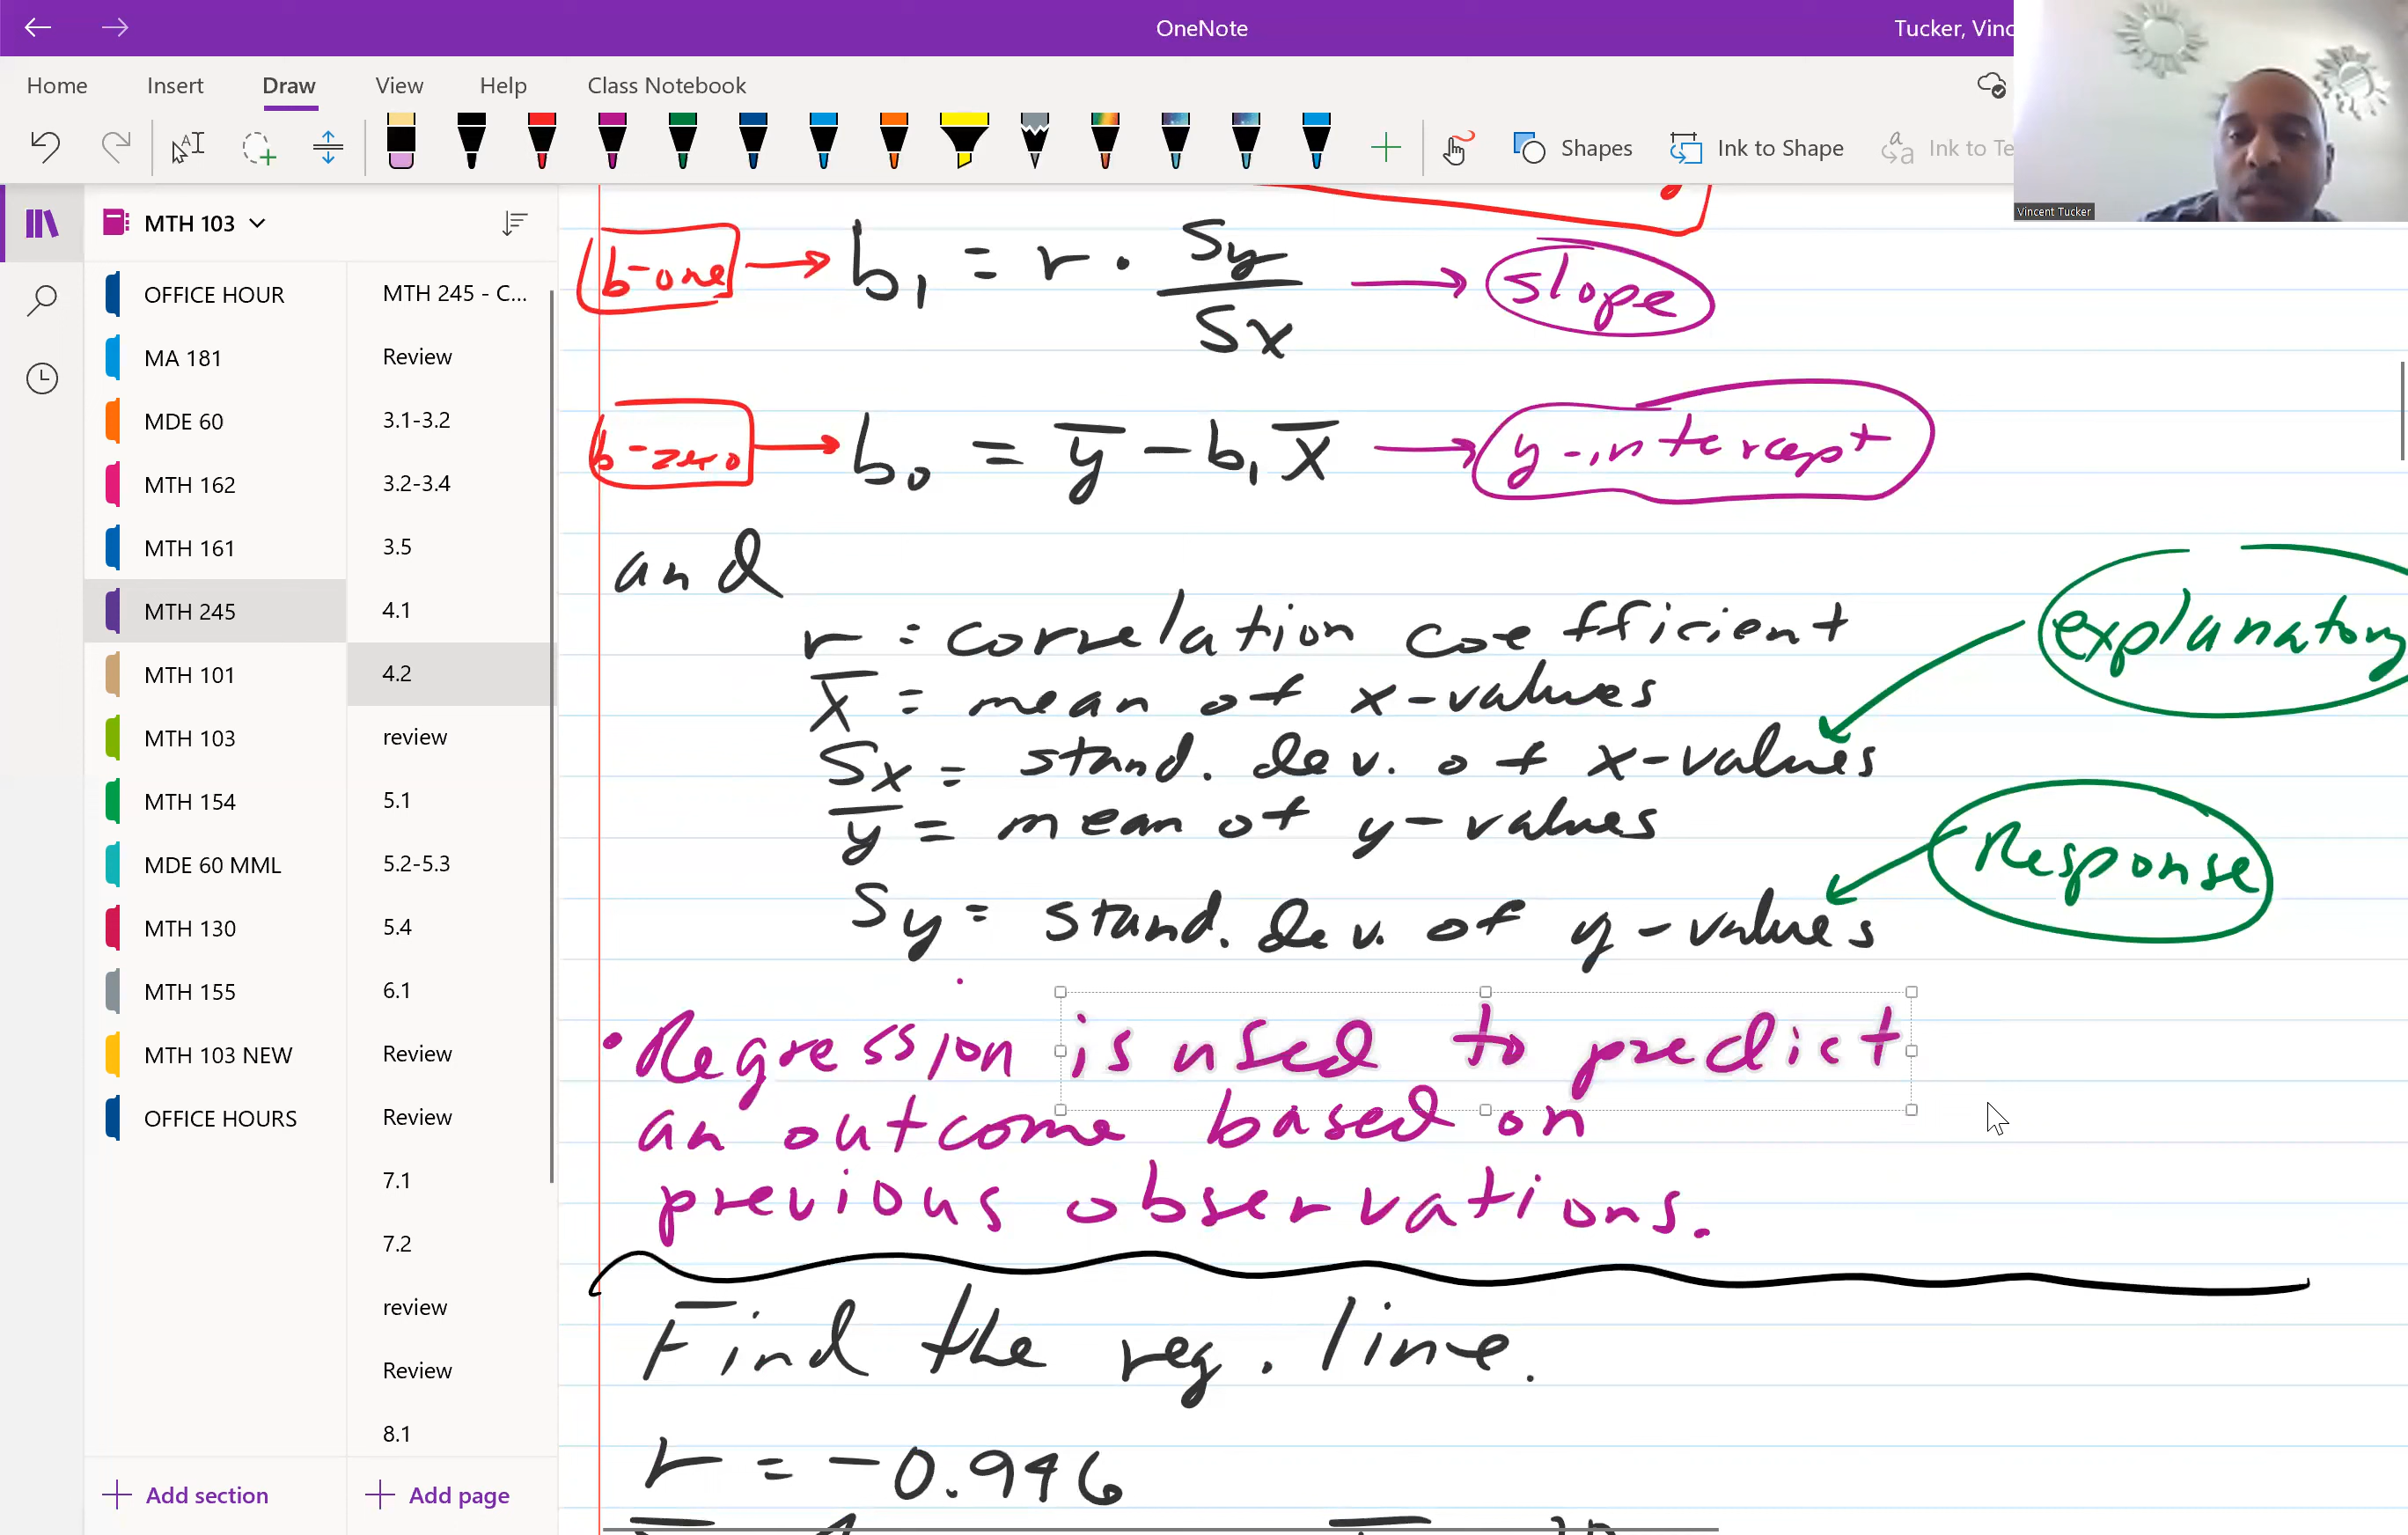 OneNote
Tucker, Vinc
Home Insert Draw View Help Class Notebook
Shapes Ink to Shape Ink to Te
Vincent Tucker
MTH 103
OFFICE HOUR
MA 181
MDE 60
MTH 162
MTH 161
MTH 245
MTH 101
MTH 103
MTH 154
MDE 60 MML
MTH 130
MTH 155
MTH 103 NEW
OFFICE HOURS
Add section
MTH 245 - C...
Review
3.1-3.2
3.2-3.4
3.5
4.1
4.2
review
5.1
5.2-5.3
5.4
6.1
Review
Review
7.1
7.2
review
Review
8.1
Add page
b-one → b₁ = r · Sy/Sx → slope
b-zero → b₀ = y̅ - b₁x̅ → y-intercept
and
r = correlation coefficient
x̅ = mean of x-values
explanatory
Sx = stand. dev. of x-values
y̅ = mean of y-values
Response
Sy = stand. dev. of y-values
• Regression is used to predict
an outcome based on
previous observations.
Find the reg. line.
r = -0.946